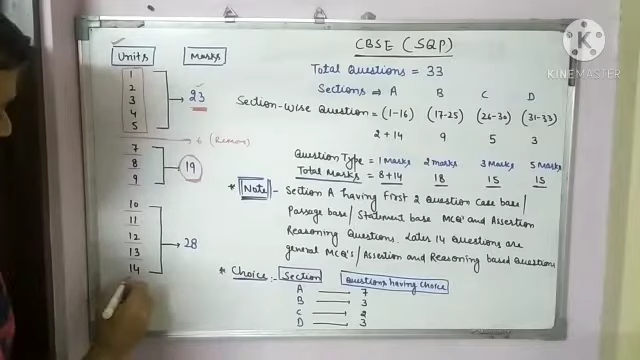 CBSE (SQP)
Units Marks
1
2
3
4
5
23
6 (Remov)
7
8
9
19
10
11
12
13
14
28
Total Questions = 33
Sections ⇒ A B C D
Section-wise Question = (1-16) (17-25) (26-30) (31-33)
2+14 9 5 3
Question Type = 1 Marks 2 marks 3 Marks 5 Marks
Total Marks = 8+14 18 15 15
* Note - Section A having First 2 Question Case base/
Passage base/ Statement base MCQ and Assertion
Reasoning Questions. Later 14 Questions are
general MCQ's/ Assertion and Reasoning based Questions
* Choice :- Section Questions having Choice
A 7
B 3
C 2
D 3
KINEMASTER